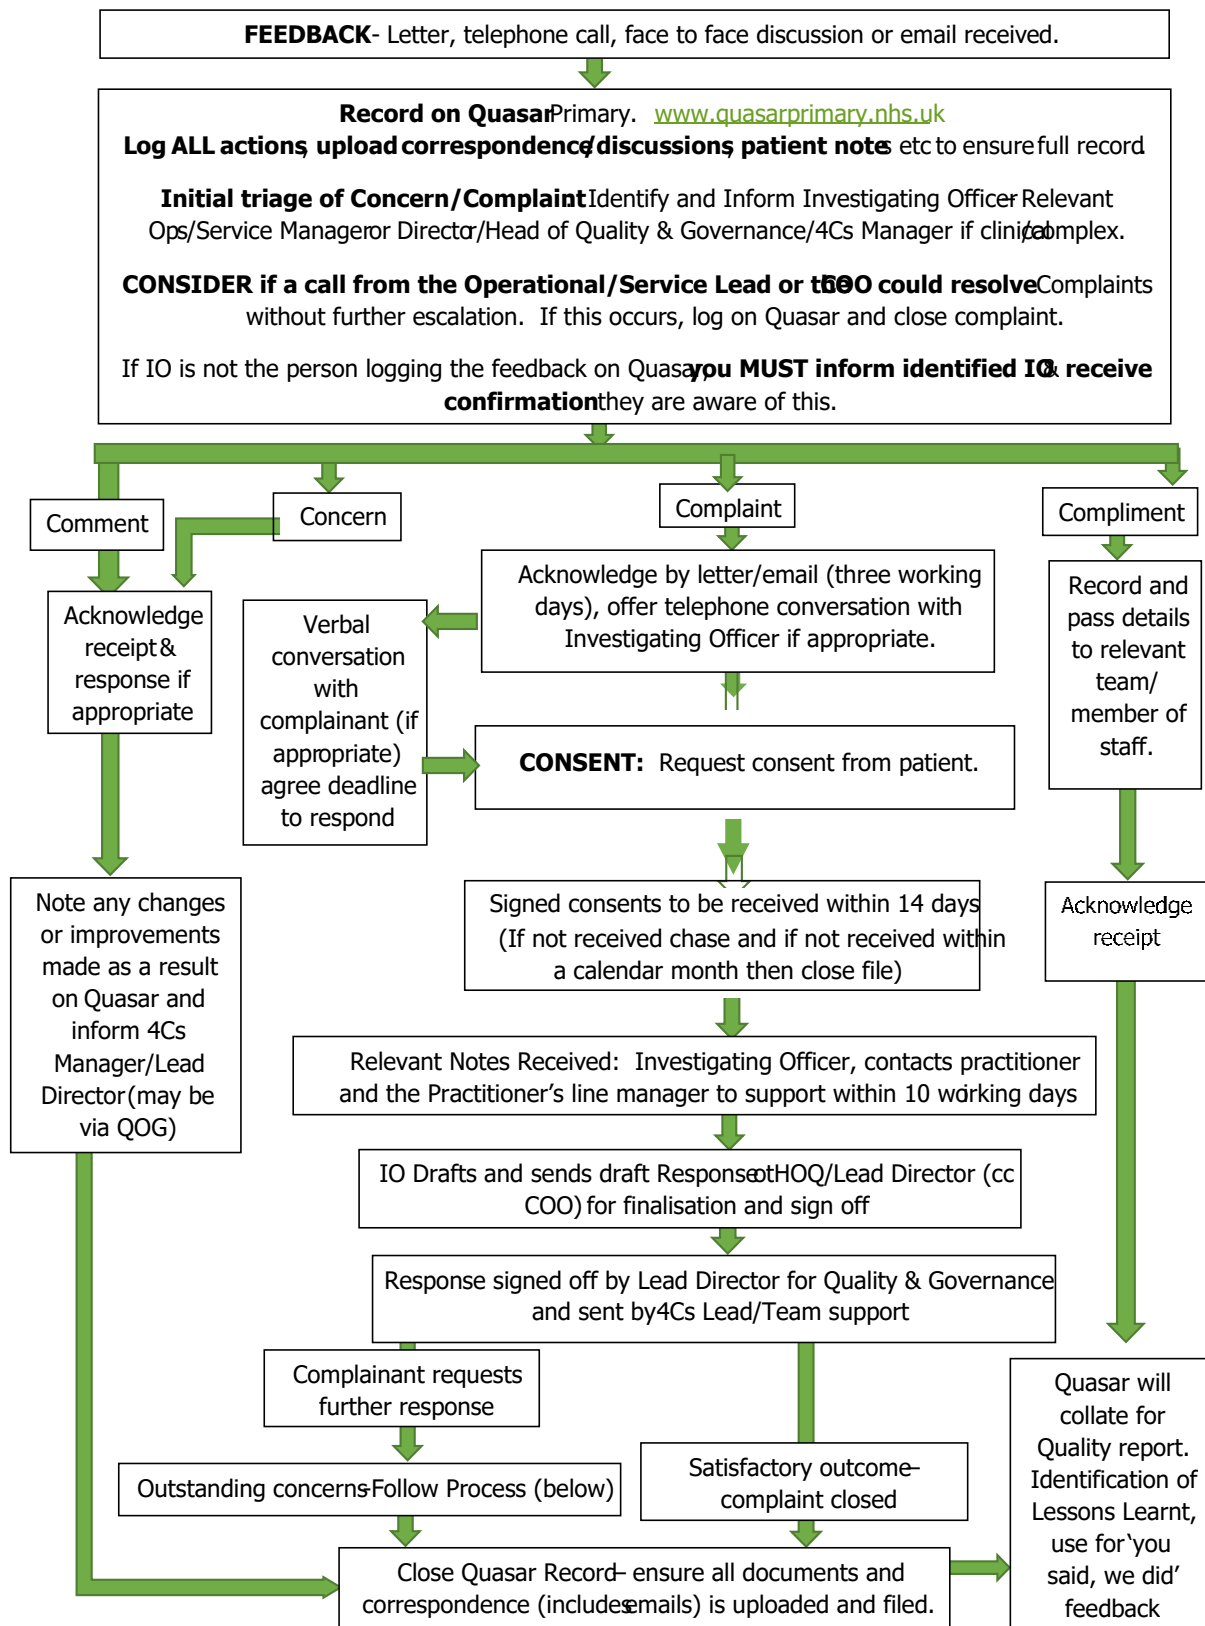 FEEDBACK- Letter, telephone call, face to face discussion or email received.
Record on Quasar Primary. www.quasarprimary.nhs.uk
Log ALL actions, upload correspondence/discussions, patient notes etc to ensure full record.
Initial triage of Concern/Complaint: Identify and Inform Investigating Officer – Relevant
Ops/Service Manager or Director/Head of Quality & Governance/4Cs Manager if clinical/complex.
CONSIDER if a call from the Operational/Service Lead or the COO could resolve Complaints
without further escalation. If this occurs, log on Quasar and close complaint.
If IO is not the person logging the feedback on Quasar, you MUST inform identified IO & receive
confirmation they are aware of this.
Comment
Concern
Complaint
Compliment
Acknowledge
receipt &
response if
appropriate
Verbal
conversation
with
complainant (if
appropriate)
agree deadline
to respond
Acknowledge by letter/email (three working
days), offer telephone conversation with
Investigating Officer if appropriate.
Record and
pass details
to relevant
team/
member of
staff.
CONSENT: Request consent from patient.
Note any changes
or improvements
made as a result
on Quasar and
inform 4Cs
Manager/Lead
Director (may be
via QOG)
Signed consents to be received within 14 days
(If not received chase and if not received within
a calendar month then close file)
Acknowledge
receipt
Relevant Notes Received: Investigating Officer, contacts practitioner
and the Practitioner's line manager to support within 10 working days
IO Drafts and sends draft Response ot HOQ/Lead Director (cc
COO) for finalisation and sign off
Response signed off by Lead Director for Quality & Governance
and sent by 4Cs Lead/Team support
Complainant requests
further response
Outstanding concerns-Follow Process (below)
Satisfactory outcome–
complaint closed
Quasar will
collate for
Quality report.
Identification of
Lessons Learnt,
use for 'you
said, we did'
feedback
Close Quasar Record – ensure all documents and
correspondence (includes emails) is uploaded and filed.